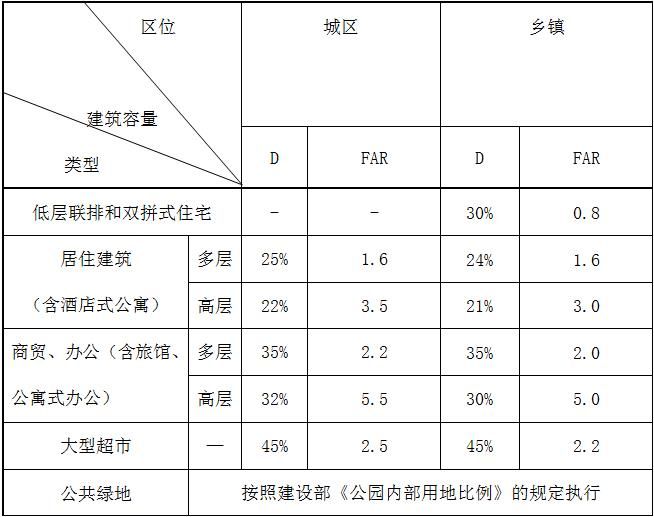 区位 城区 乡镇
建筑容量
类型 D FAR D FAR
低层联排和双拼式住宅 - - 30% 0.8
居住建筑 多层 25% 1.6 24% 1.6
（含酒店式公寓） 高层 22% 3.5 21% 3.0
商贸、办公（含旅馆、 多层 35% 2.2 35% 2.0
公寓式办公） 高层 32% 5.5 30% 5.0
大型超市 — 45% 2.5 45% 2.2
公共绿地 按照建设部《公园内部用地比例》的规定执行